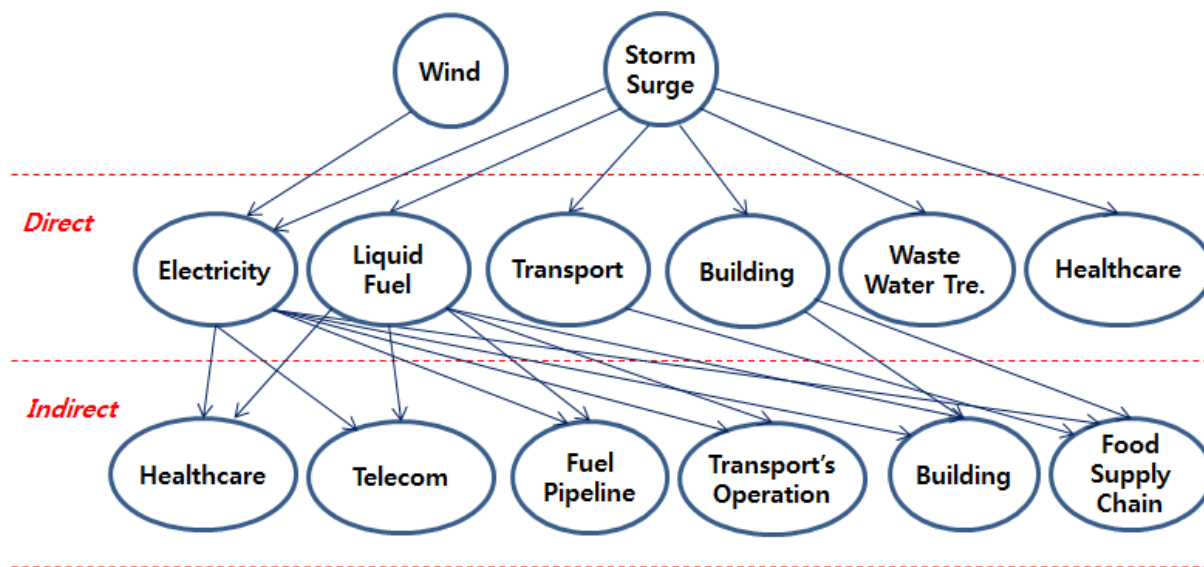 Wind
Storm
Surge
Direct
Electricity
Liquid
Fuel
Transport
Building
Waste
Water Tre.
Healthcare
Indirect
Healthcare
Telecom
Fuel
Pipeline
Transport's
Operation
Building
Food
Supply
Chain